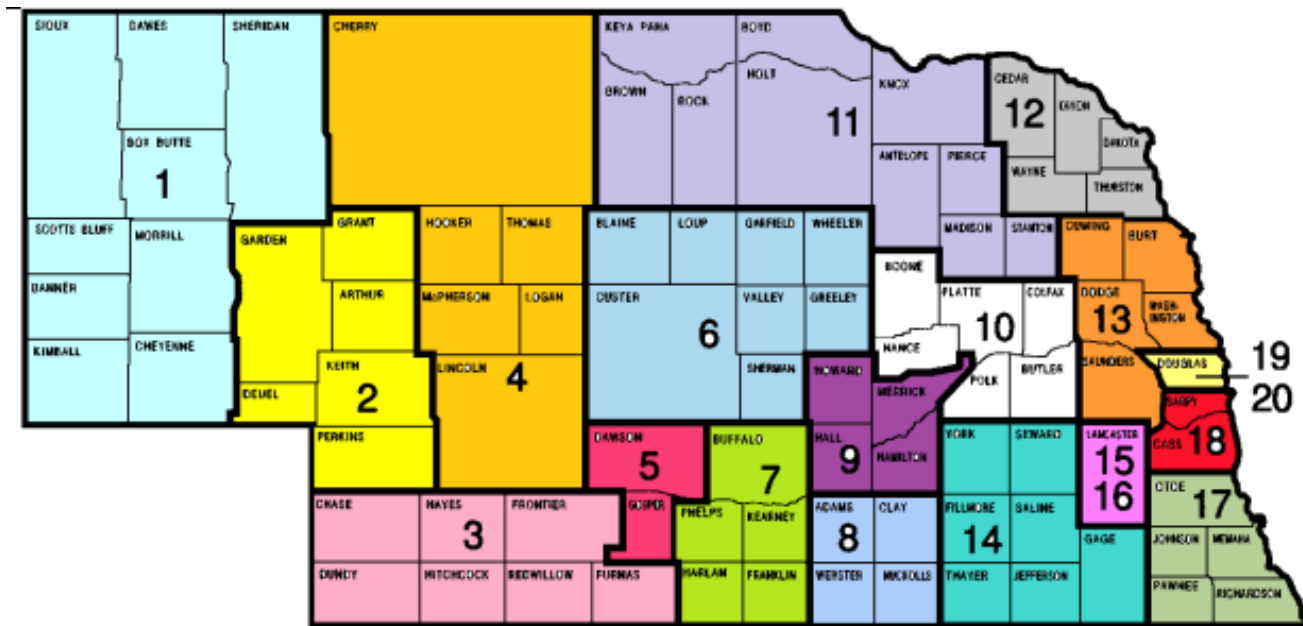 SIOUX
DAWES
SHERIDAN
CHERRY
KEYA PAHA
BOYD
HOLT
BROWN
ROCK
KNOX
CEDAR
DIXON
DAKOTA
11
12
BOX BUTTE
1
ANTELOPE
PIERCE
WAYNE
THURSTON
SCOTTS BLUFF
MORRILL
GARDEN
GRANT
HOOKER
THOMAS
BLAINE
LOUP
GARFIELD
WHEELER
MADISON
STANTON
CUMING
BURT
BANNER
ARTHUR
McPHERSON
LOGAN
CUSTER
VALLEY
GREELEY
BOONE
PLATTE
COLFAX
DODGE
WASH-
INGTON
6
10
13
KIMBALL
CHEYENNE
KEITH
LINCOLN
4
SHERMAN
NANCE
POLK
BUTLER
SAUNDERS
DOUGLAS
19
20
DEUEL
2
HOWARD
MERRICK
SARPY
CASS
18
PERKINS
DAWSON
5
BUFFALO
7
HALL
9
HAMILTON
YORK
SEWARD
LANCASTER
15
16
OTOE
17
CHASE
HAYES
FRONTIER
3
GOSPER
PHELPS
KEARNEY
ADAMS
CLAY
8
FILLMORE
SALINE
14
GAGE
JOHNSON
NEMAHA
DUNDY
HITCHCOCK
REDWILLOW
FURNAS
HARLAN
FRANKLIN
WEBSTER
NUCKOLLS
THAYER
JEFFERSON
PAWNEE
RICHARDSON